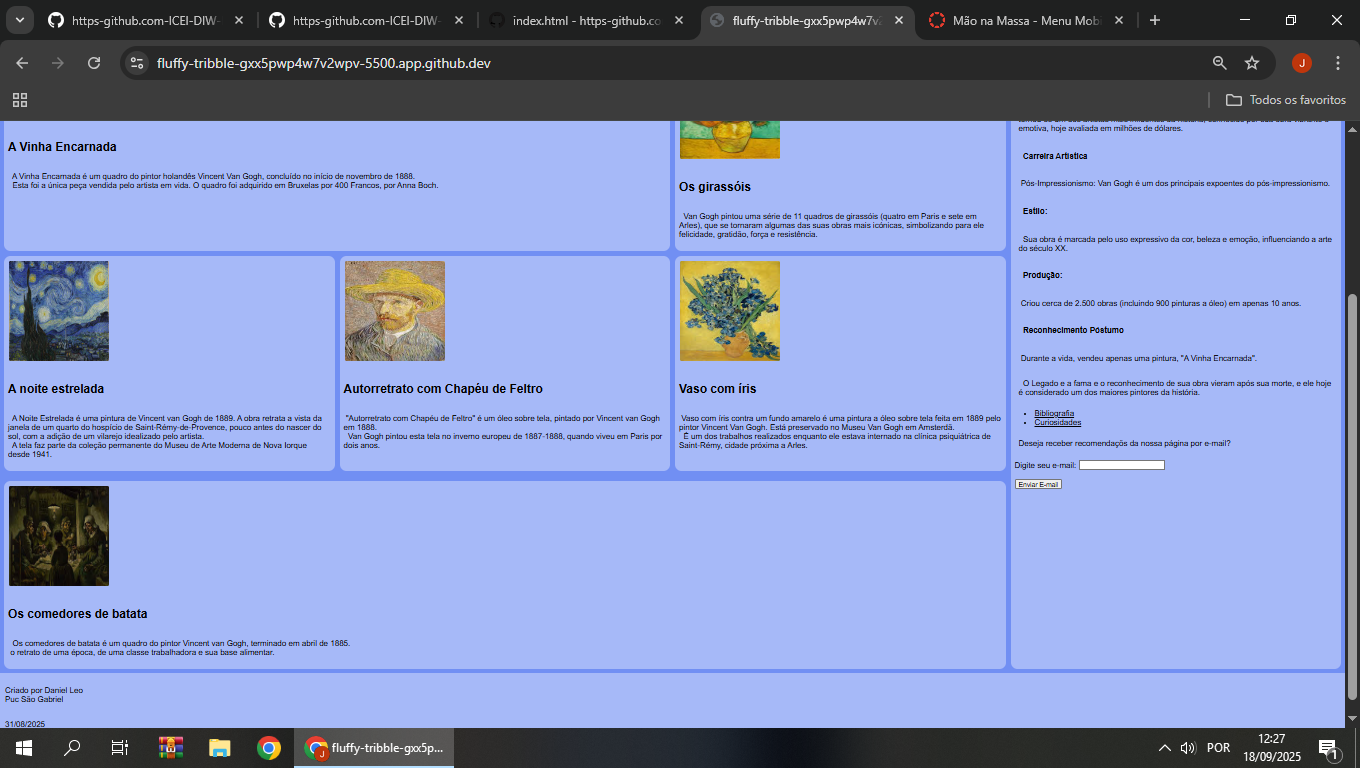 https-github.com-ICEI-DIW-
https-github.com-ICEI-DIW-
index.html - https-github.co
fluffy-tribble-gxx5pwp4w7v2
Mão na Massa - Menu Mob
fluffy-tribble-gxx5pwp4w7v2wpv-5500.app.github.dev
J
Todos os favoritos
A Vinha Encarnada
A Vinha Encarnada é um quadro do pintor holandês Vincent Van Gogh, concluído no início de novembro de 1888.
Esta foi a única peça vendida pelo artista em vida. O quadro foi adquirido em Bruxelas por 400 Francos, por Anna Boch.
Os girassóis
Van Gogh pintou uma série de 11 quadros de girassóis (quatro em Paris e sete em
Arles), que se tornaram algumas das suas obras mais icónicas, simbolizando para ele
felicidade, gratidão, força e resistência.
A noite estrelada
A Noite Estrelada é uma pintura de Vincent van Gogh de 1889. A obra retrata a vista da
janela de um quarto do hospício de Saint-Rémy-de-Provence, pouco antes do nascer do
sol, com a adição de um vilarejo idealizado pelo artista.
A tela faz parte da coleção permanente do Museu de Arte Moderna de Nova Iorque
desde 1941.
Autorretrato com Chapéu de Feltro
"Autorretrato com Chapéu de Feltro" é um óleo sobre tela, pintado por Vincent van Gogh
em 1888.
Van Gogh pintou esta tela no inverno europeu de 1887-1888, quando viveu em Paris por
dois anos.
Vaso com íris
Vaso com íris contra um fundo amarelo é uma pintura a óleo sobre tela feita em 1889 pelo
pintor Vincent Van Gogh. Está preservado no Museu Van Gogh em Amsterdã.
É um dos trabalhos realizados enquanto ele estava internado na clínica psiquiátrica de
Saint-Rémy, cidade próxima a Arles.
Os comedores de batata
Os comedores de batata é um quadro do pintor Vincent van Gogh, terminado em abril de 1885.
o retrato de uma época, de uma classe trabalhadora e sua base alimentar.
emotiva, hoje avaliada em milhões de dólares.
Carreira Artística
Pós-Impressionismo: Van Gogh é um dos principais expoentes do pós-impressionismo.
Estilo:
Sua obra é marcada pelo uso expressivo da cor, beleza e emoção, influenciando a arte
do século XX.
Produção:
Criou cerca de 2.500 obras (incluindo 900 pinturas a óleo) em apenas 10 anos.
Reconhecimento Póstumo
Durante a vida, vendeu apenas uma pintura, "A Vinha Encarnada".
O Legado e a fama e o reconhecimento de sua obra vieram após sua morte, e ele hoje
é considerado um dos maiores pintores da história.
Bibliografia
Curiosidades
Deseja receber recomendaçõs da nossa página por e-mail?
Digite seu e-mail:
Enviar E-mail
Criado por Daniel Leo
Puc São Gabriel
31/08/2025
fluffy-tribble-gxx5p...
POR
12:27
18/09/2025
1